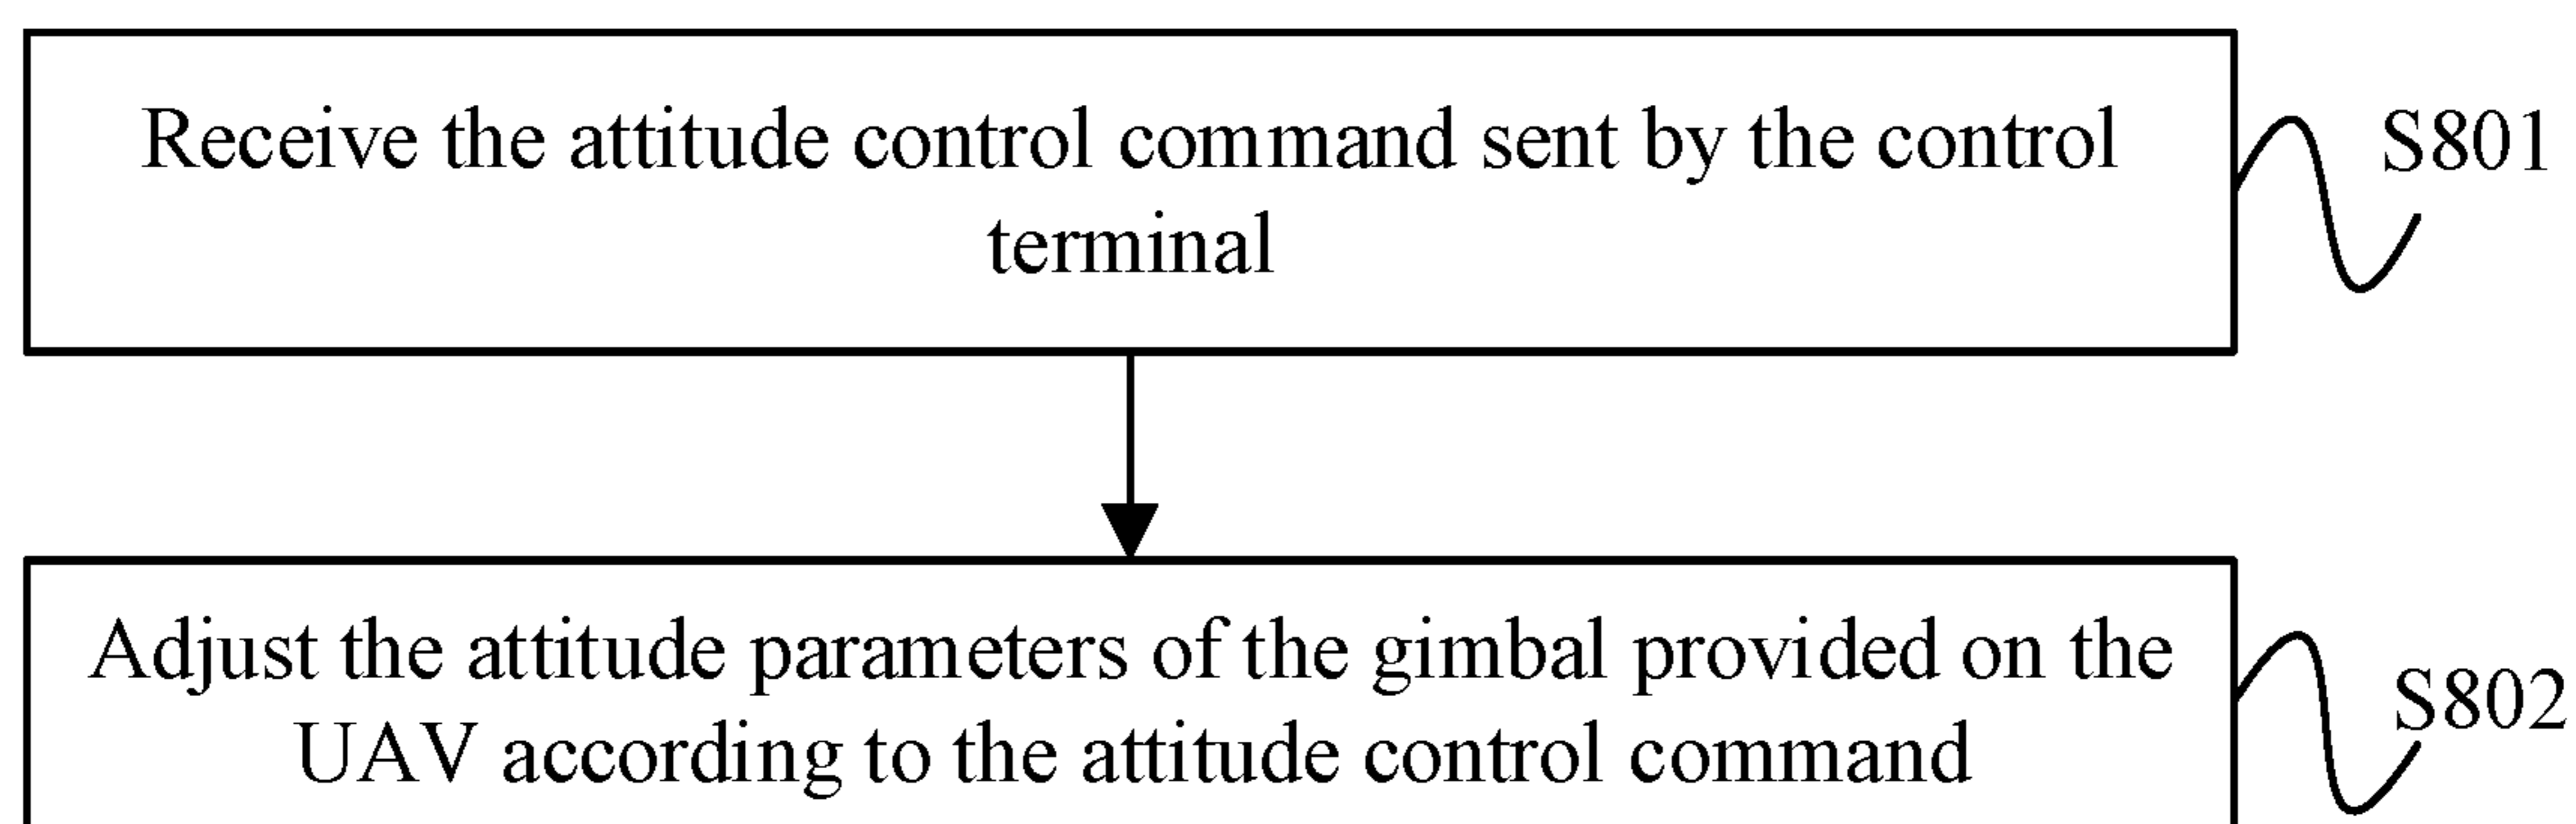 Receive the attitude control command sent by the control
terminal
S801
Adjust the attitude parameters of the gimbal provided on the
UAV according to the attitude control command
S802